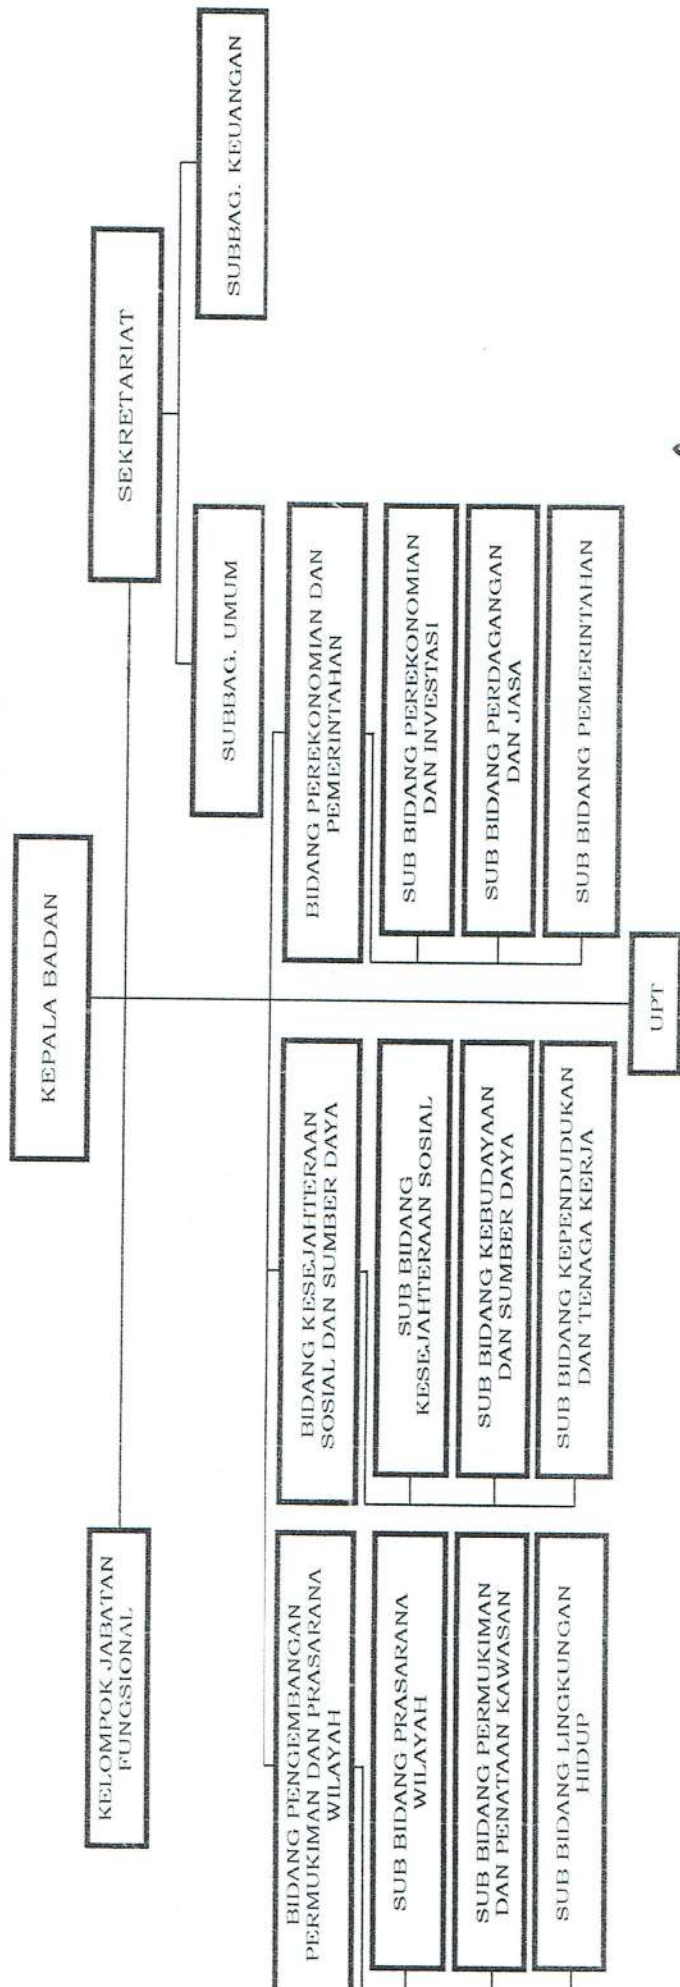 KEPALA BADAN
KELOMPOK JABATAN
FUNGSIONAL
SEKRETARIAT
SUBBAG. UMUM
SUBBAG. KEUANGAN
BIDANG PENGEMBANGAN
PERMUKIMAN DAN PRASARANA
WILAYAH
SUB BIDANG PRASARANA
WILAYAH
SUB BIDANG PERMUKIMAN
DAN PENATAAN KAWASAN
SUB BIDANG LINGKUNGAN
HIDUP
BIDANG KESEJAHTERAAN
SOSIAL DAN SUMBER DAYA
SUB BIDANG
KESEJAHTERAAN SOSIAL
SUB BIDANG KEBUDAYAAN
DAN SUMBER DAYA
SUB BIDANG KEPENDUDUKAN
DAN TENAGA KERJA
BIDANG PEREKONOMIAN DAN
PEMERINTAHAN
SUB BIDANG PEREKONOMIAN
DAN INVESTASI
SUB BIDANG PERDAGANGAN
DAN JASA
SUB BIDANG PEMERINTAHAN
UPT